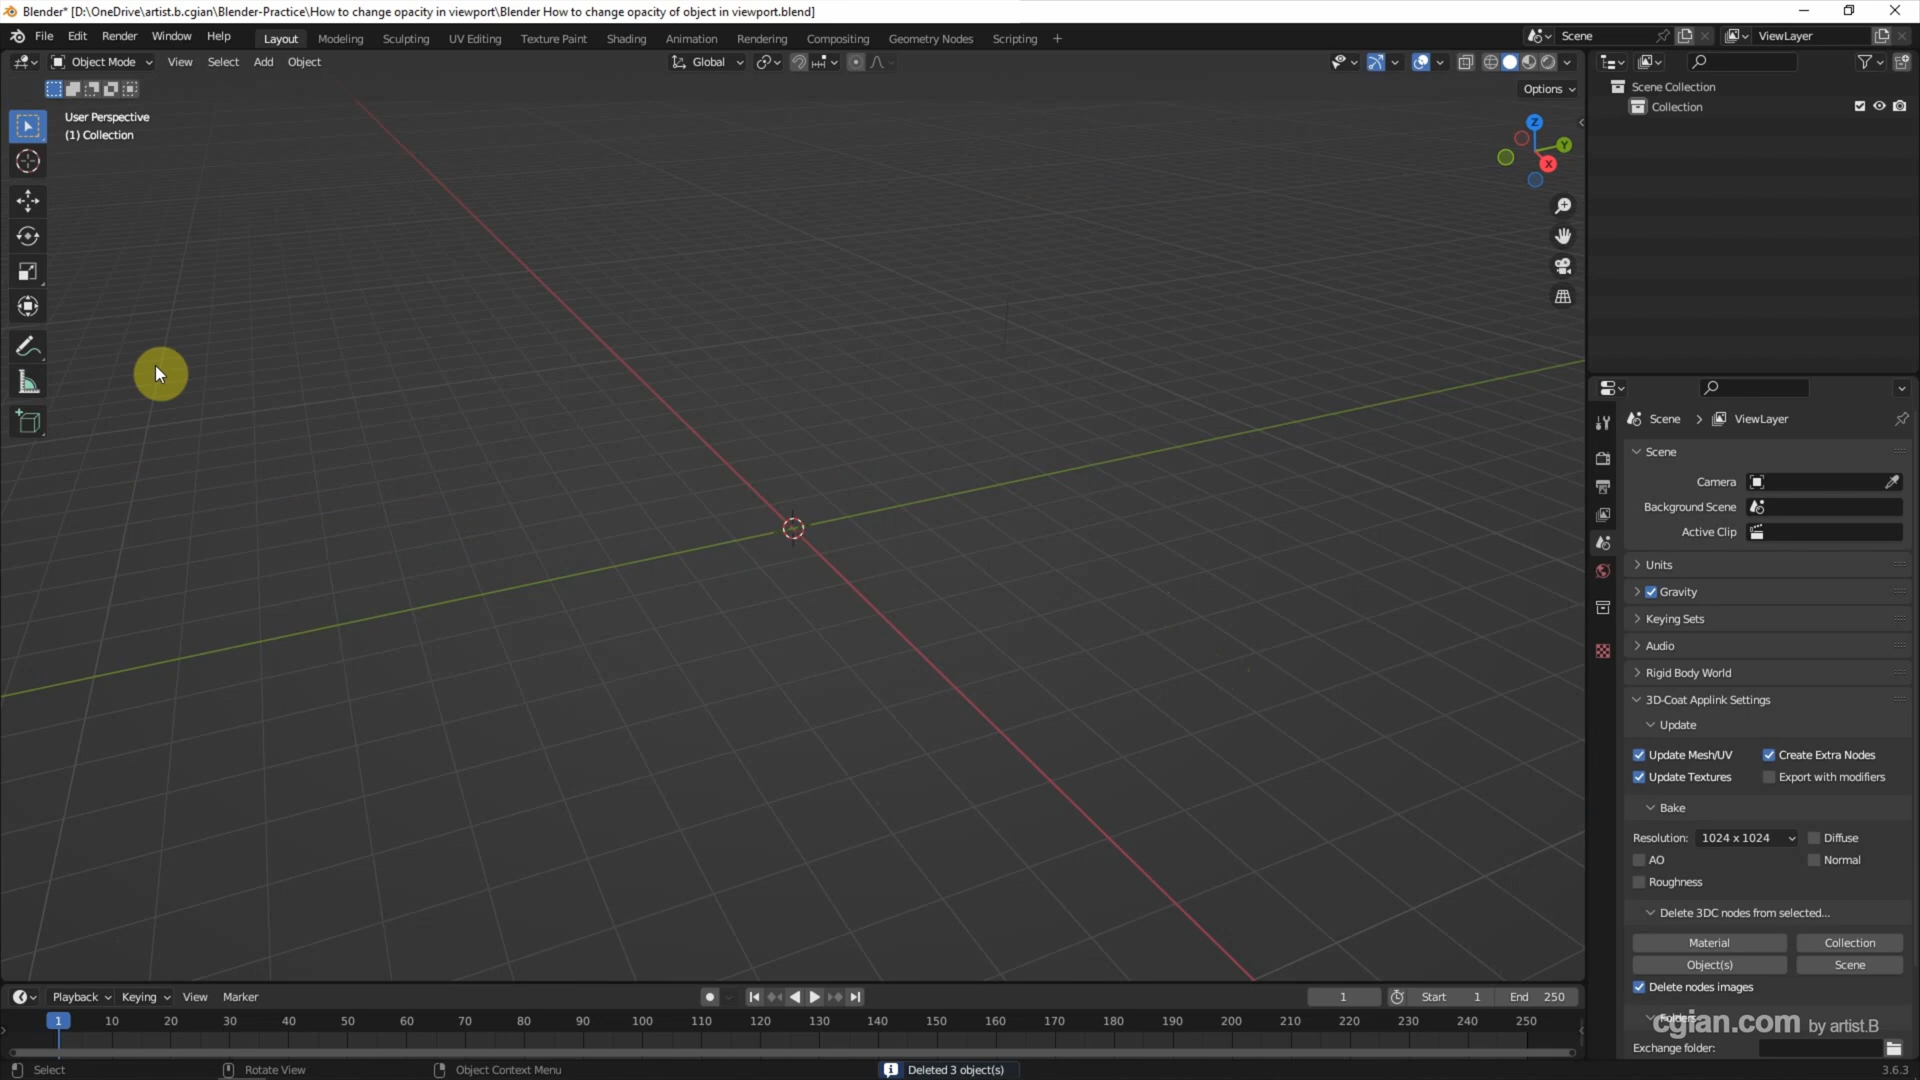 Blender* [D:\OneDrive\artist.b.cgian\Blender-Practice\How to change opacity in viewport\Blender How to change opacity of object in viewport.blend]
File Edit Render Window Help Layout Modeling Sculpting UV Editing Texture Paint Shading Animation Rendering Compositing Geometry Nodes Scripting + Scene ViewLayer
Object Mode View Select Add Object Global
Options
User Perspective
(1) Collection
Z
Y
X
Scene Collection
Collection
Scene > ViewLayer
Scene
Camera
Background Scene
Active Clip
Units
Gravity
Keying Sets
Audio
Rigid Body World
3D-Coat Applink Settings
Update
Update Mesh/UV Create Extra Nodes
Update Textures Export with modifiers
Bake
Resolution: 1024 x 1024 Diffuse
AO Normal
Roughness
Delete 3DC nodes from selected...
Material Collection
Object(s) Scene
Delete nodes images
Folders
cgian.com by artist.B
Exchange folder:
Playback Keying View Marker 1 Start 1 End 250
1 10 20 30 40 50 60 70 80 90 100 110 120 130 140 150 160 170 180 190 200 210 220 230 240 250
Select Rotate View Object Context Menu Deleted 3 object(s) 3.6.3